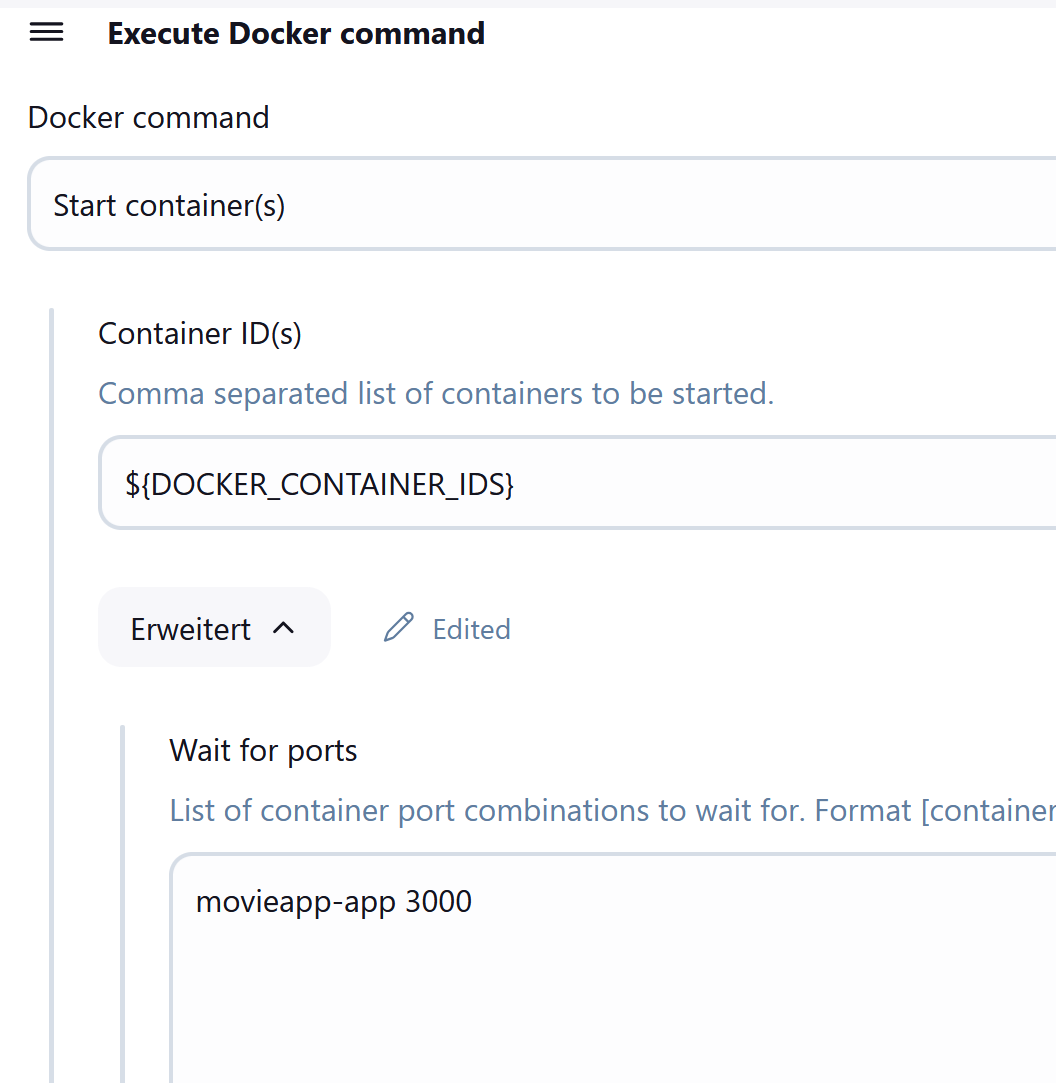 Execute Docker command
Docker command
Start container(s)
Container ID(s)
Comma separated list of containers to be started.
${DOCKER_CONTAINER_IDS}
Erweitert
Edited
Wait for ports
List of container port combinations to wait for. Format [container
movieapp-app 3000